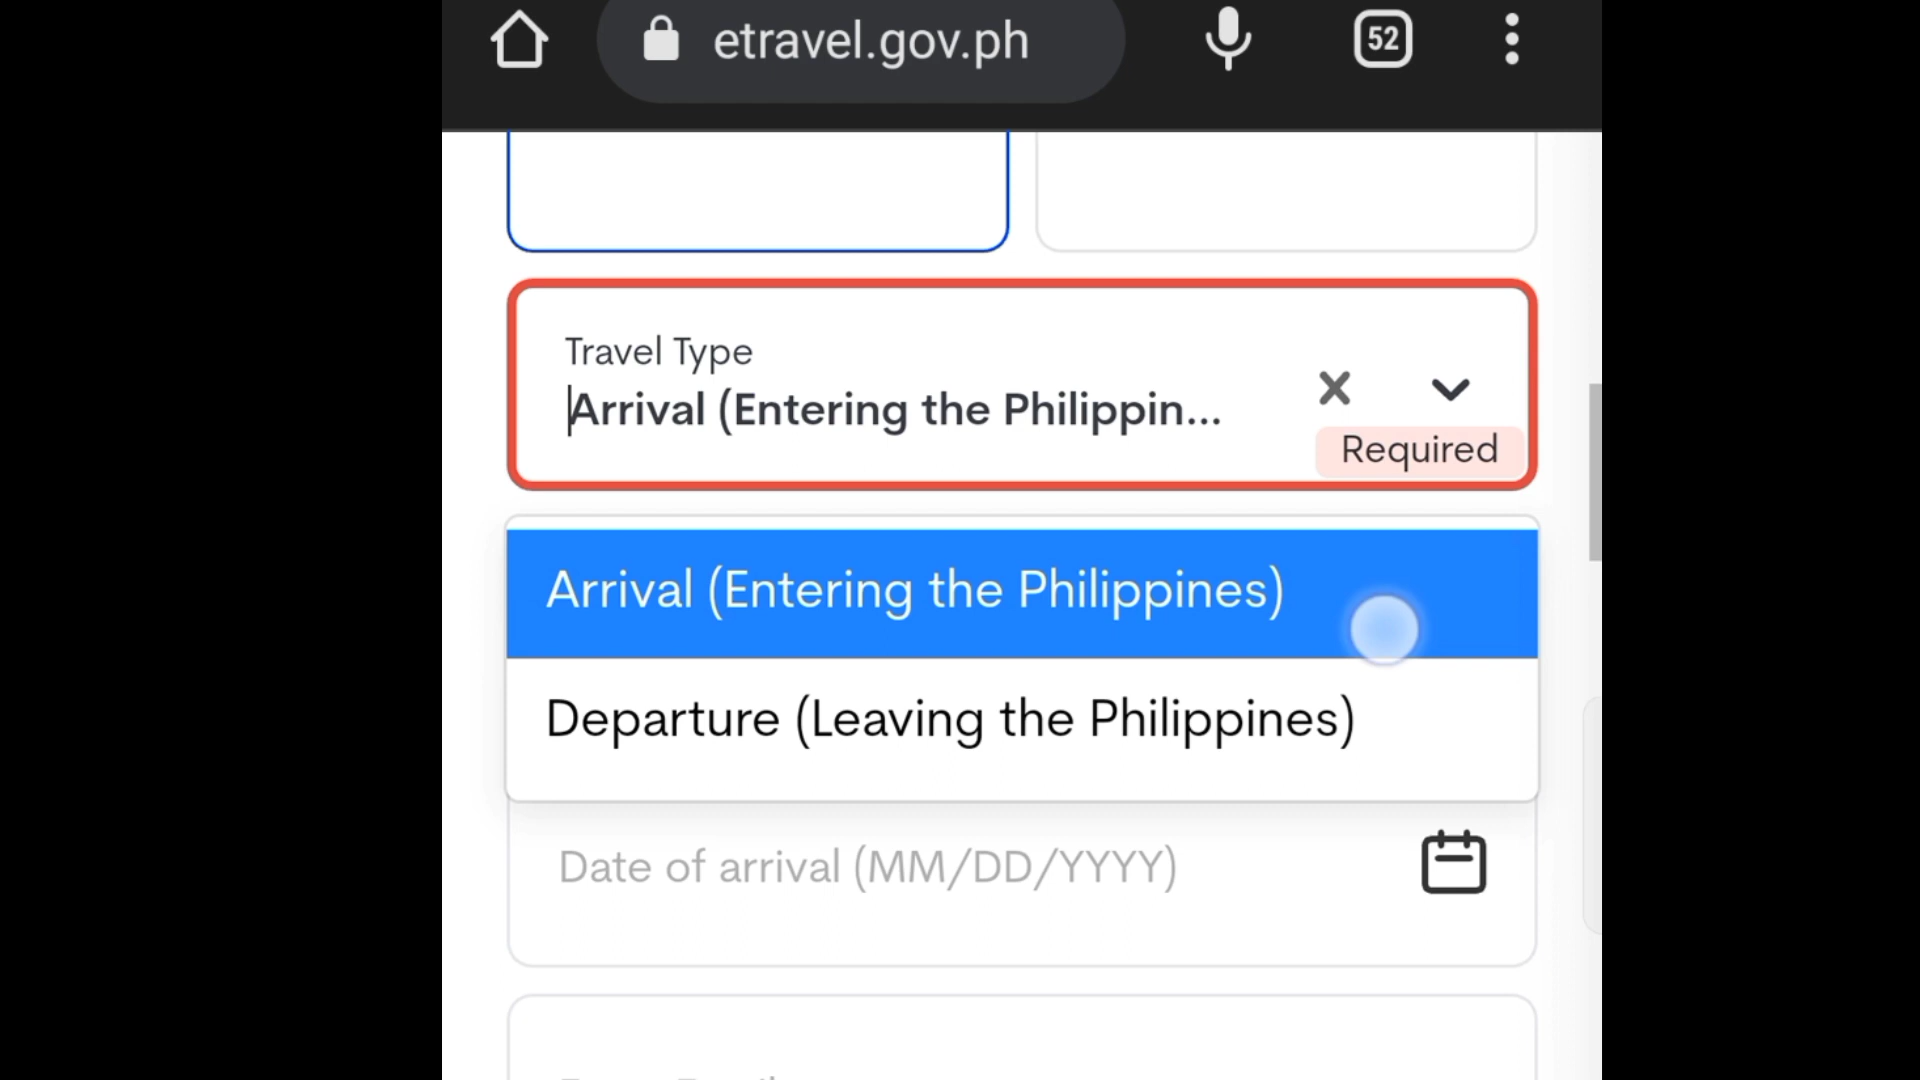 etravel.gov.ph
52
Travel Type
Arrival (Entering the Philippin...
Required
Arrival (Entering the Philippines)
Departure (Leaving the Philippines)
Date of arrival (MM/DD/YYYY)